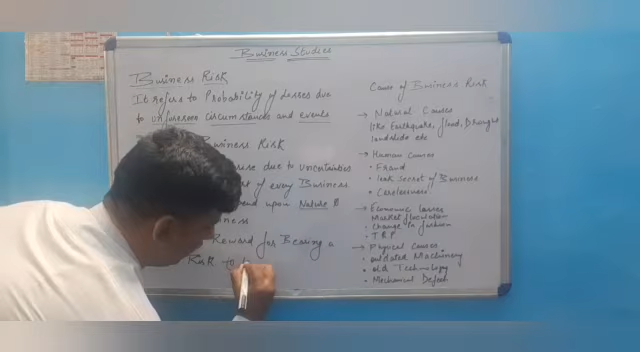 Business Studies
Business Risk
It refers to Probability of Losses due
to unforeseen circumstances and events
Business Risk
due to Uncertainties
of every Business
upon Nature &
Reward for Bearing a
Risk to
Cause of Business Risk
→ Natural Causes
like Earthquake, flood, Drought
landslide etc
→ Human Causes
• Fraud
• leak secret of Business
• Carelessness
→ Economic losses
Market fluctuation
• Change in fashion
→ Physical Causes
• outdated Machinery
• old Technology
• Mechanical Defect